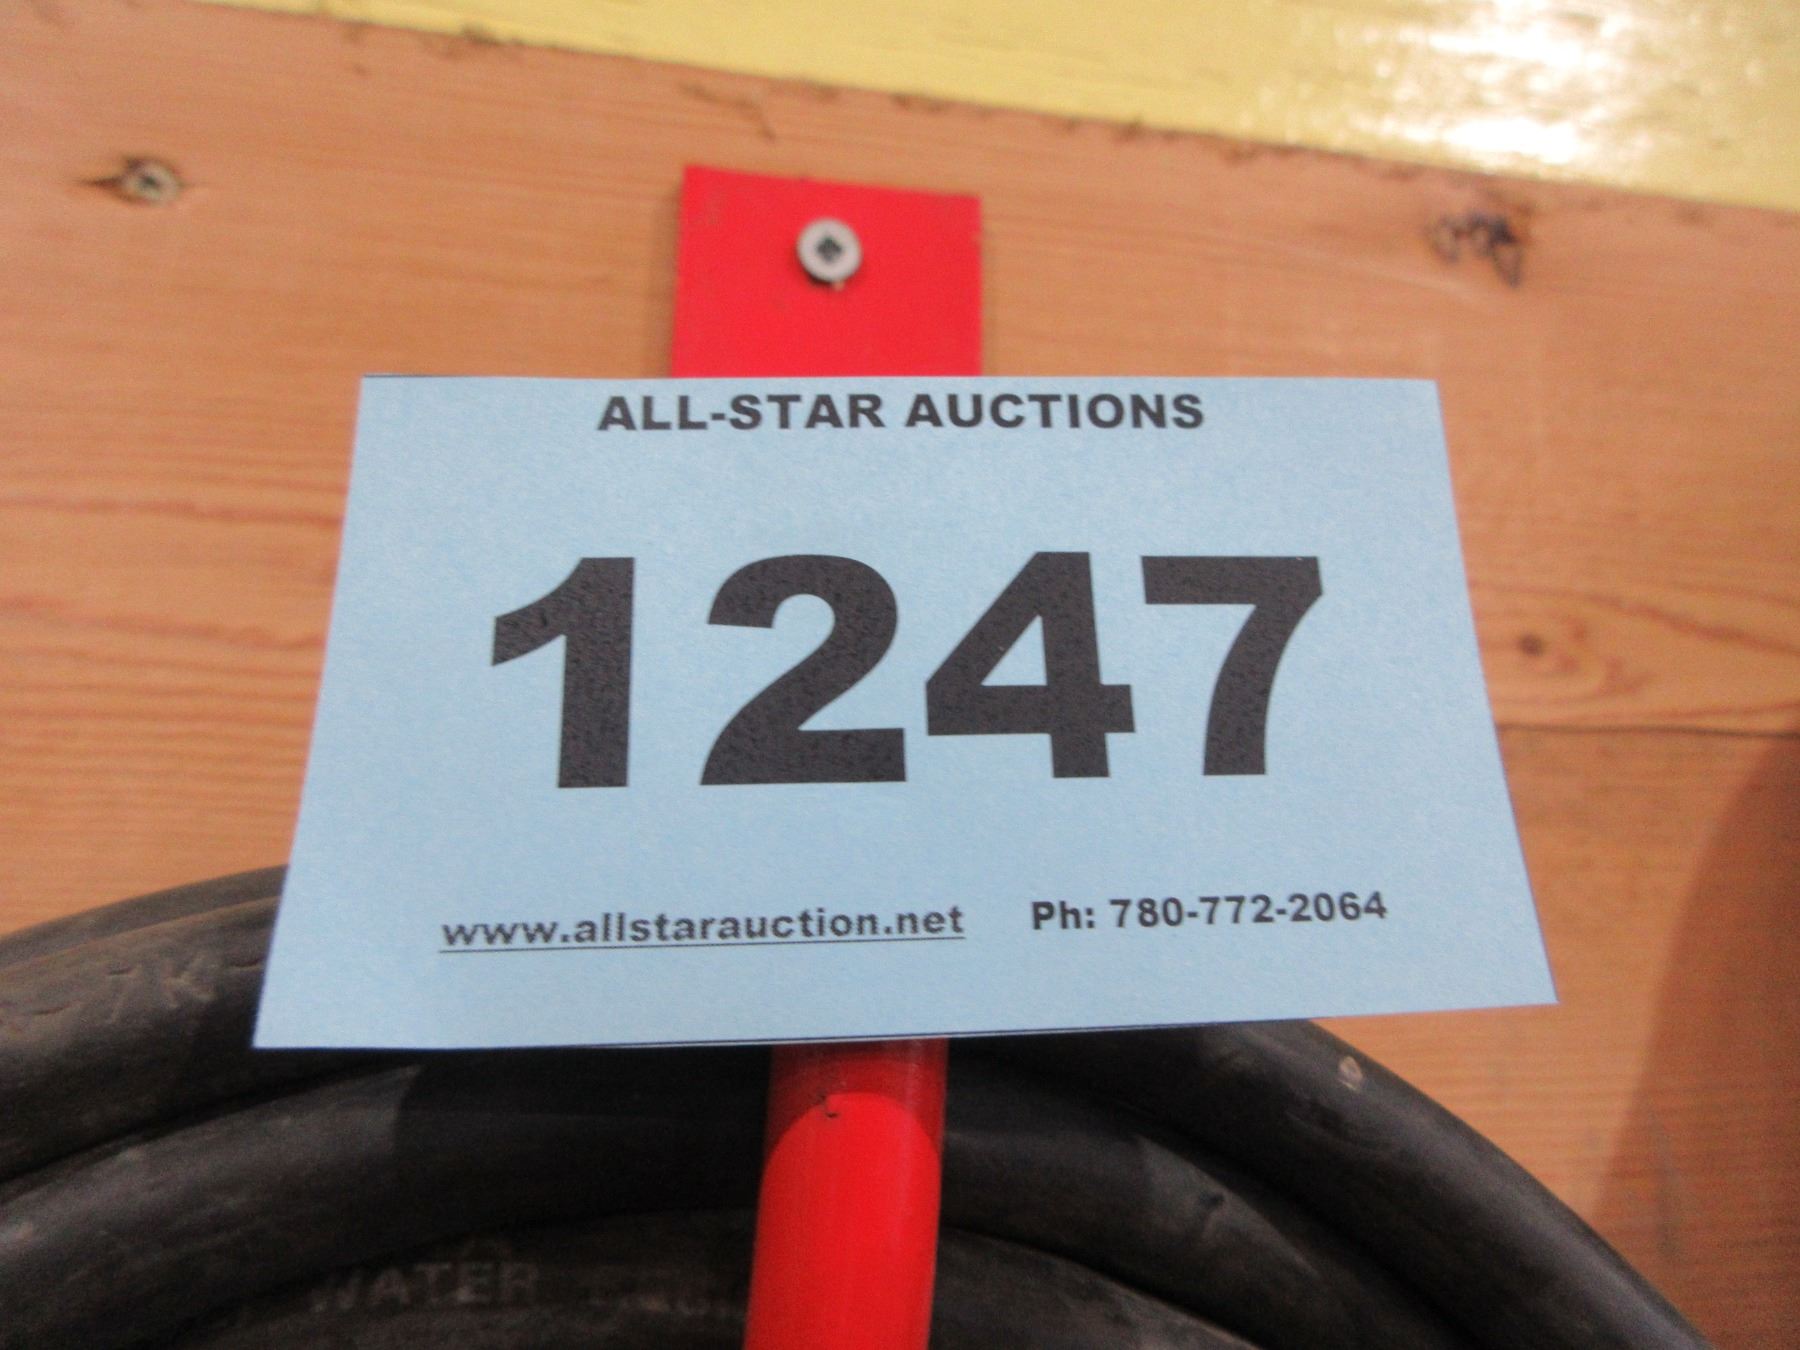 ALL-STAR AUCTIONS
1247
www.allstarauction.net Ph: 780-772-2064
WATER